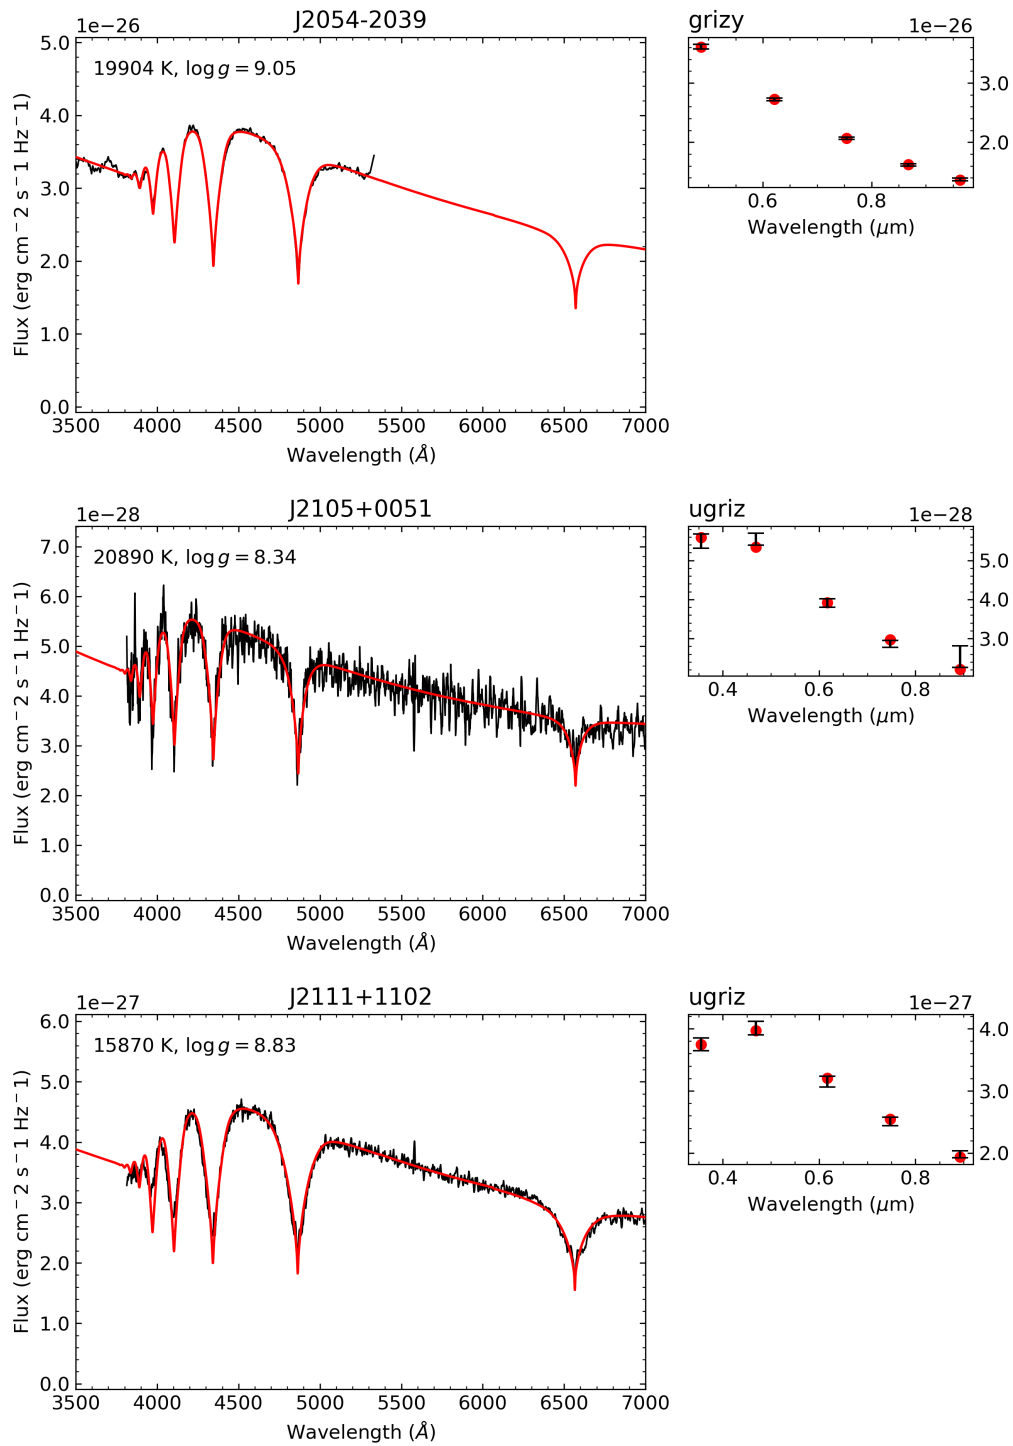 J2054-2039
1e−26
19904 K, log g = 9.05
5.0
4.0
3.0
2.0
1.0
0.0
Flux (erg cm− 2 s− 1 Hz− 1)
3500 4000 4500 5000 5500 6000 6500 7000
Wavelength (Å)
grizy
1e−26
3.0
2.0
0.6 0.8
Wavelength (μm)
J2105+0051
1e−28
20890 K, log g = 8.34
7.0
6.0
5.0
4.0
3.0
2.0
1.0
0.0
Flux (erg cm− 2 s− 1 Hz− 1)
3500 4000 4500 5000 5500 6000 6500 7000
Wavelength (Å)
ugriz
1e−28
5.0
4.0
3.0
0.4 0.6 0.8
Wavelength (μm)
J2111+1102
1e−27
15870 K, log g = 8.83
6.0
5.0
4.0
3.0
2.0
1.0
0.0
Flux (erg cm− 2 s− 1 Hz− 1)
3500 4000 4500 5000 5500 6000 6500 7000
Wavelength (Å)
ugriz
1e−27
4.0
3.0
2.0
0.4 0.6 0.8
Wavelength (μm)